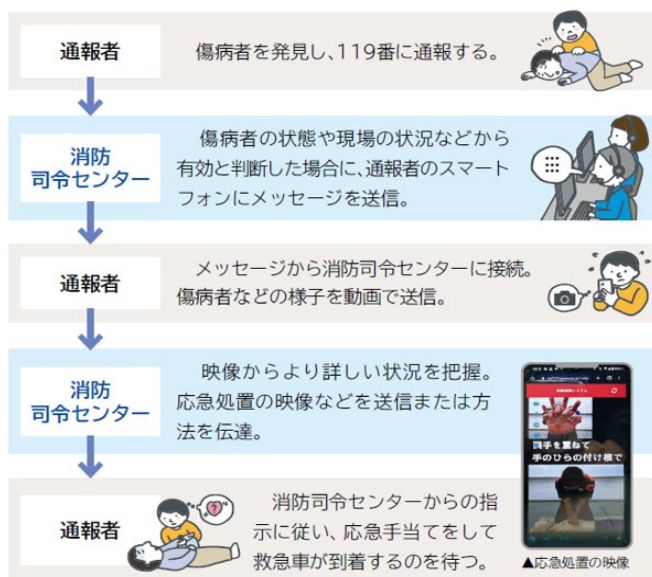 通報者
傷病者を発見し、119番に通報する。
消防
司令センター
傷病者の状態や現場の状況などから
有効と判断した場合に、通報者のスマート
フォンにメッセージを送信。
通報者
メッセージから消防司令センターに接続。
傷病者などの様子を動画で送信。
消防
司令センター
映像からより詳しい状況を把握。
応急処置の映像などを送信または方
法を伝達。
両手を重ねて
手のひらの付け根で
▲応急処置の映像
通報者
消防司令センターからの指
示に従い、応急手当てをして
救急車が到着するのを待つ。